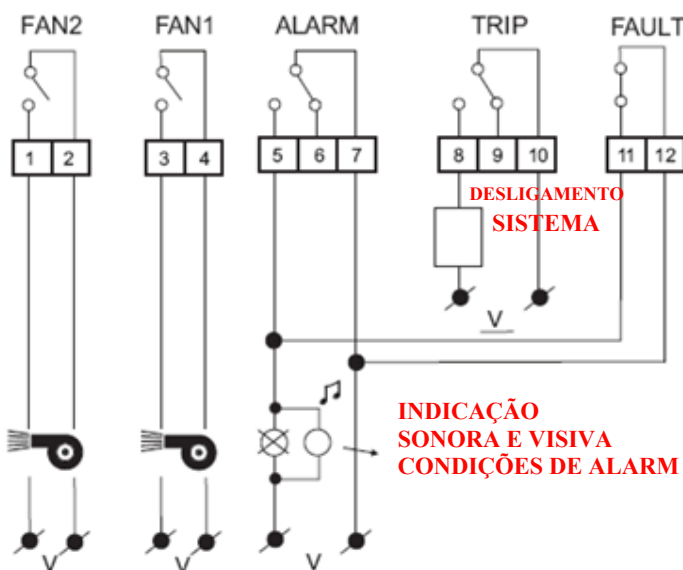 FAN2 FAN1 ALARM TRIP FAULT
1 2 3 4 5 6 7 8 9 10 11 12
DESLIGAMENTO
SISTEMA
V
INDICAÇÃO
SONORA E VISIVA
CONDIÇÕES DE ALARM
V V V